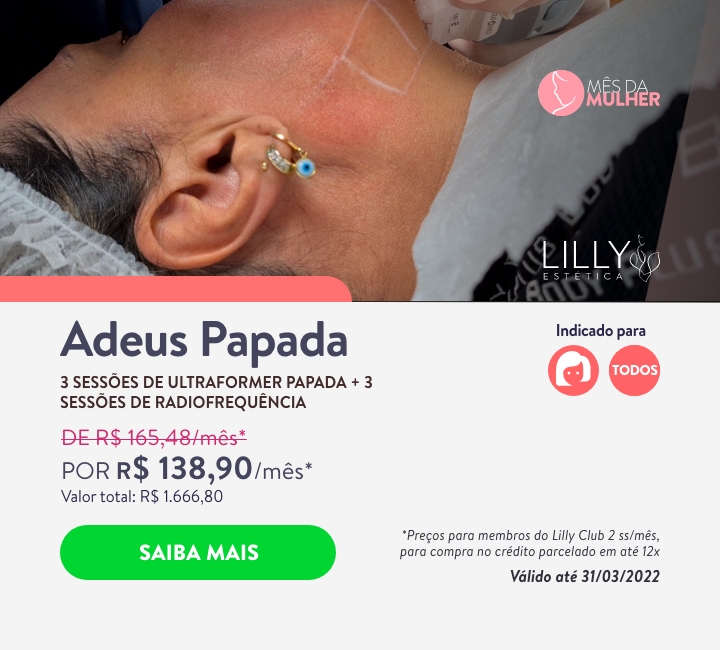 MÊS DA
MULHER
LILLY
ESTÉTICA
Adeus Papada
3 SESSÕES DE ULTRAFORMER PAPADA + 3
SESSÕES DE RADIOFREQUÊNCIA
DE R$ 165,48/mês*
POR R$ 138,90/mês*
Valor total: R$ 1.666,80
SAIBA MAIS
Indicado para
TODOS
*Preços para membros do Lilly Club 2 ss/mês,
para compra no crédito parcelado em até 12x
Válido até 31/03/2022